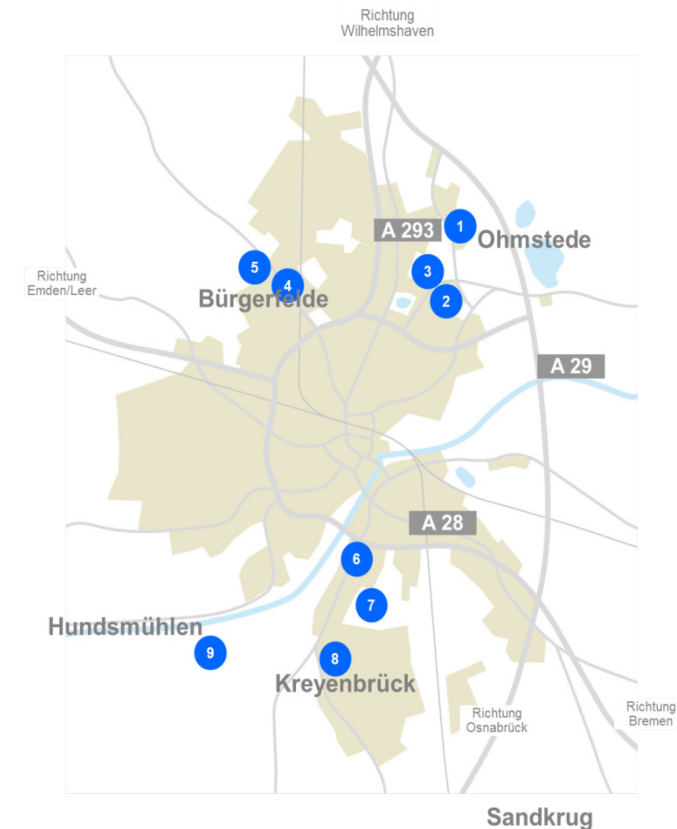 Richtung
Wilhelmshaven
1
A 293
Ohmstede
5
3
Richtung
Emden/Leer
4
Bürgerfelde
2
A 29
A 28
6
7
Hundsmühlen
9
8
Kreyenbrück
Richtung
Osnabrück
Richtung
Bremen
Sandkrug